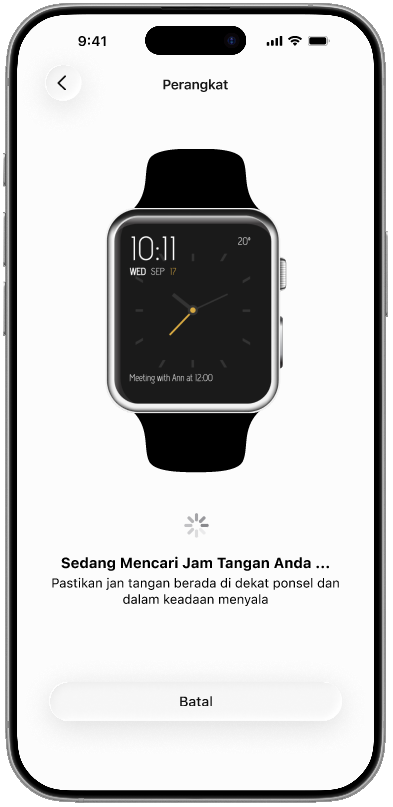 9:41
Perangkat
10:11
20°
WED SEP 17
Meeting with Ann at 12:00
Sedang Mencari Jam Tangan Anda ...
Pastikan jan tangan berada di dekat ponsel dan
dalam keadaan menyala
Batal